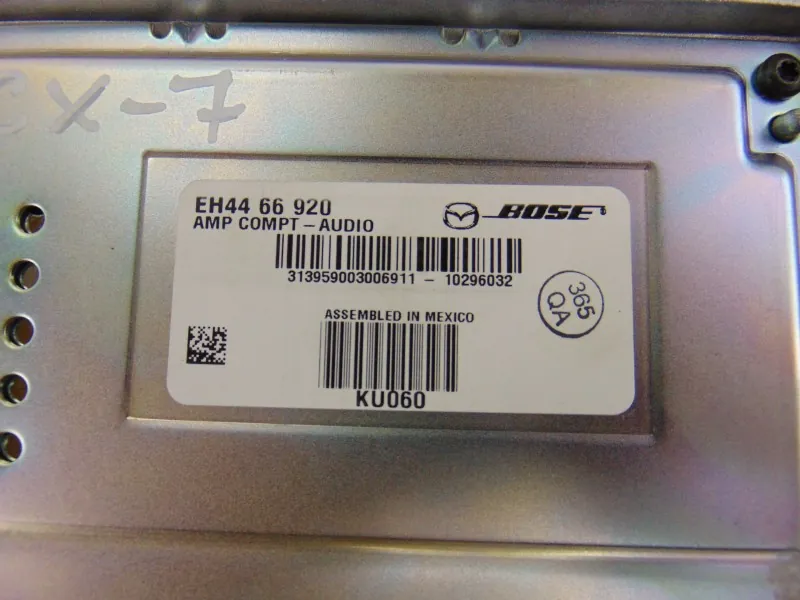 CX-7
EH44 66 920
BOSE
AMP COMPT - AUDIO
313959003006911 - 10296032
365
QA
ASSEMBLED IN MEXICO
KU060